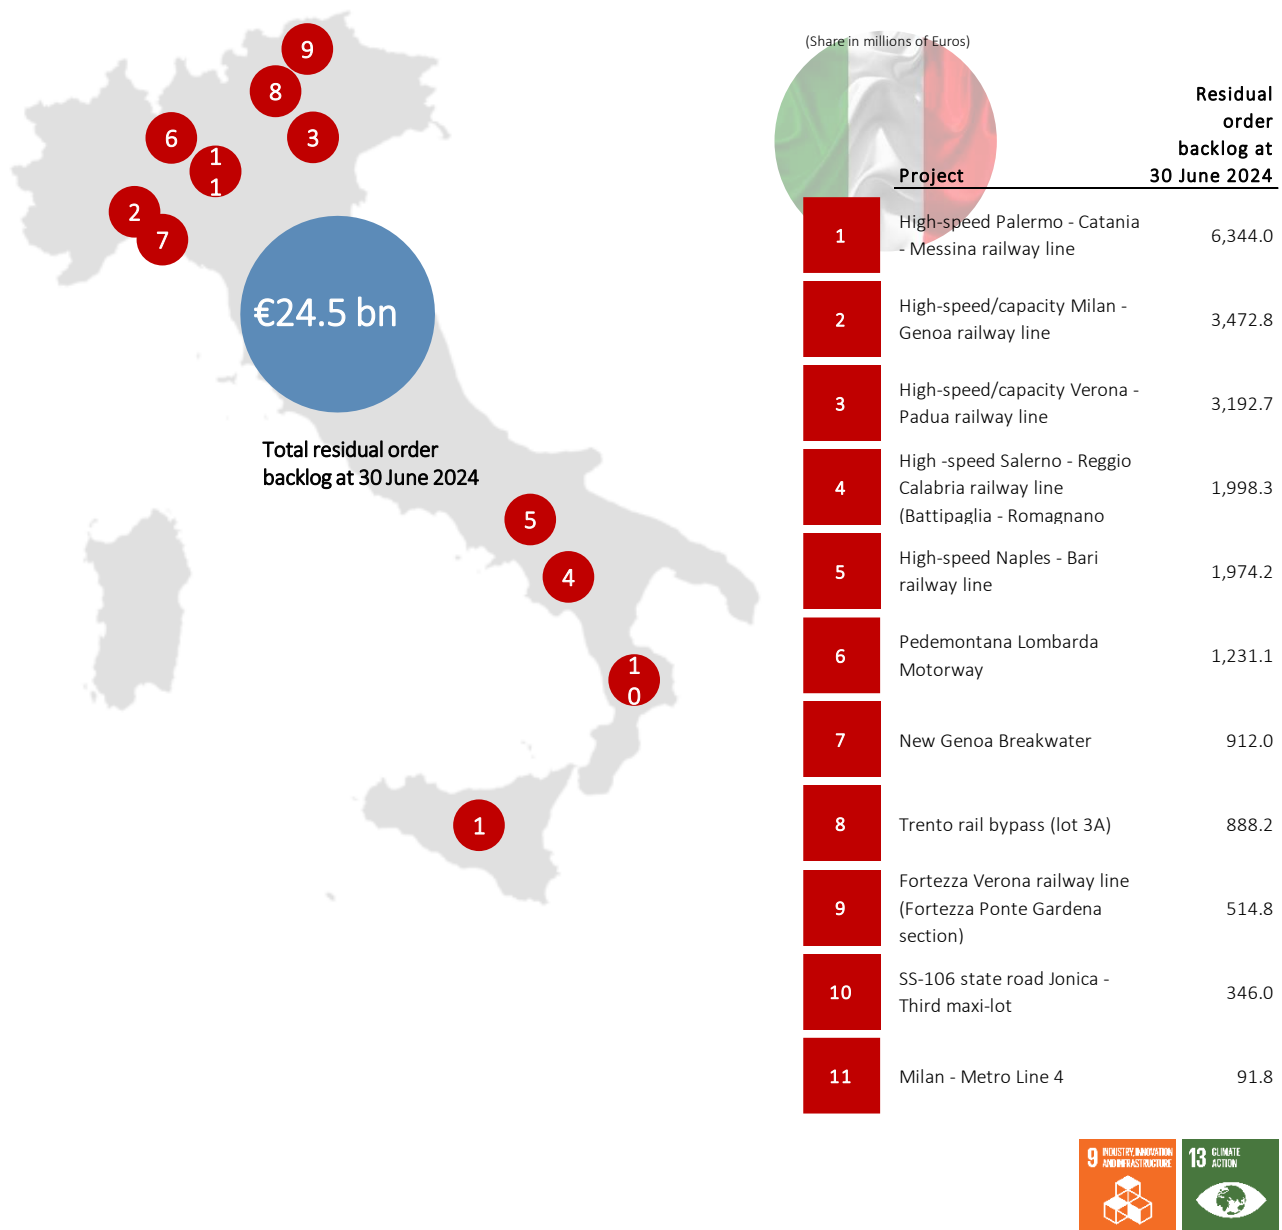 9
8
3
6
1
1
2
7
€24.5 bn
Total residual order
backlog at 30 June 2024
5
4
1
0
1
(Share in millions of Euros)
Residual
order
backlog at
Project 30 June 2024
1 High-speed Palermo - Catania
- Messina railway line 6,344.0
2 High-speed/capacity Milan -
Genoa railway line 3,472.8
3 High-speed/capacity Verona -
Padua railway line 3,192.7
High -speed Salerno - Reggio
4 Calabria railway line 1,998.3
(Battipaglia - Romagnano
5 High-speed Naples - Bari
railway line 1,974.2
6 Pedemontana Lombarda
Motorway 1,231.1
7 New Genoa Breakwater 912.0
8 Trento rail bypass (lot 3A) 888.2
Fortezza Verona railway line
9 (Fortezza Ponte Gardena 514.8
section)
10 SS-106 state road Jonica -
Third maxi-lot 346.0
11 Milan - Metro Line 4 91.8
9 INDUSTRY, INNOVATION
AND INFRASTRUCTURE
13 CLIMATE
ACTION